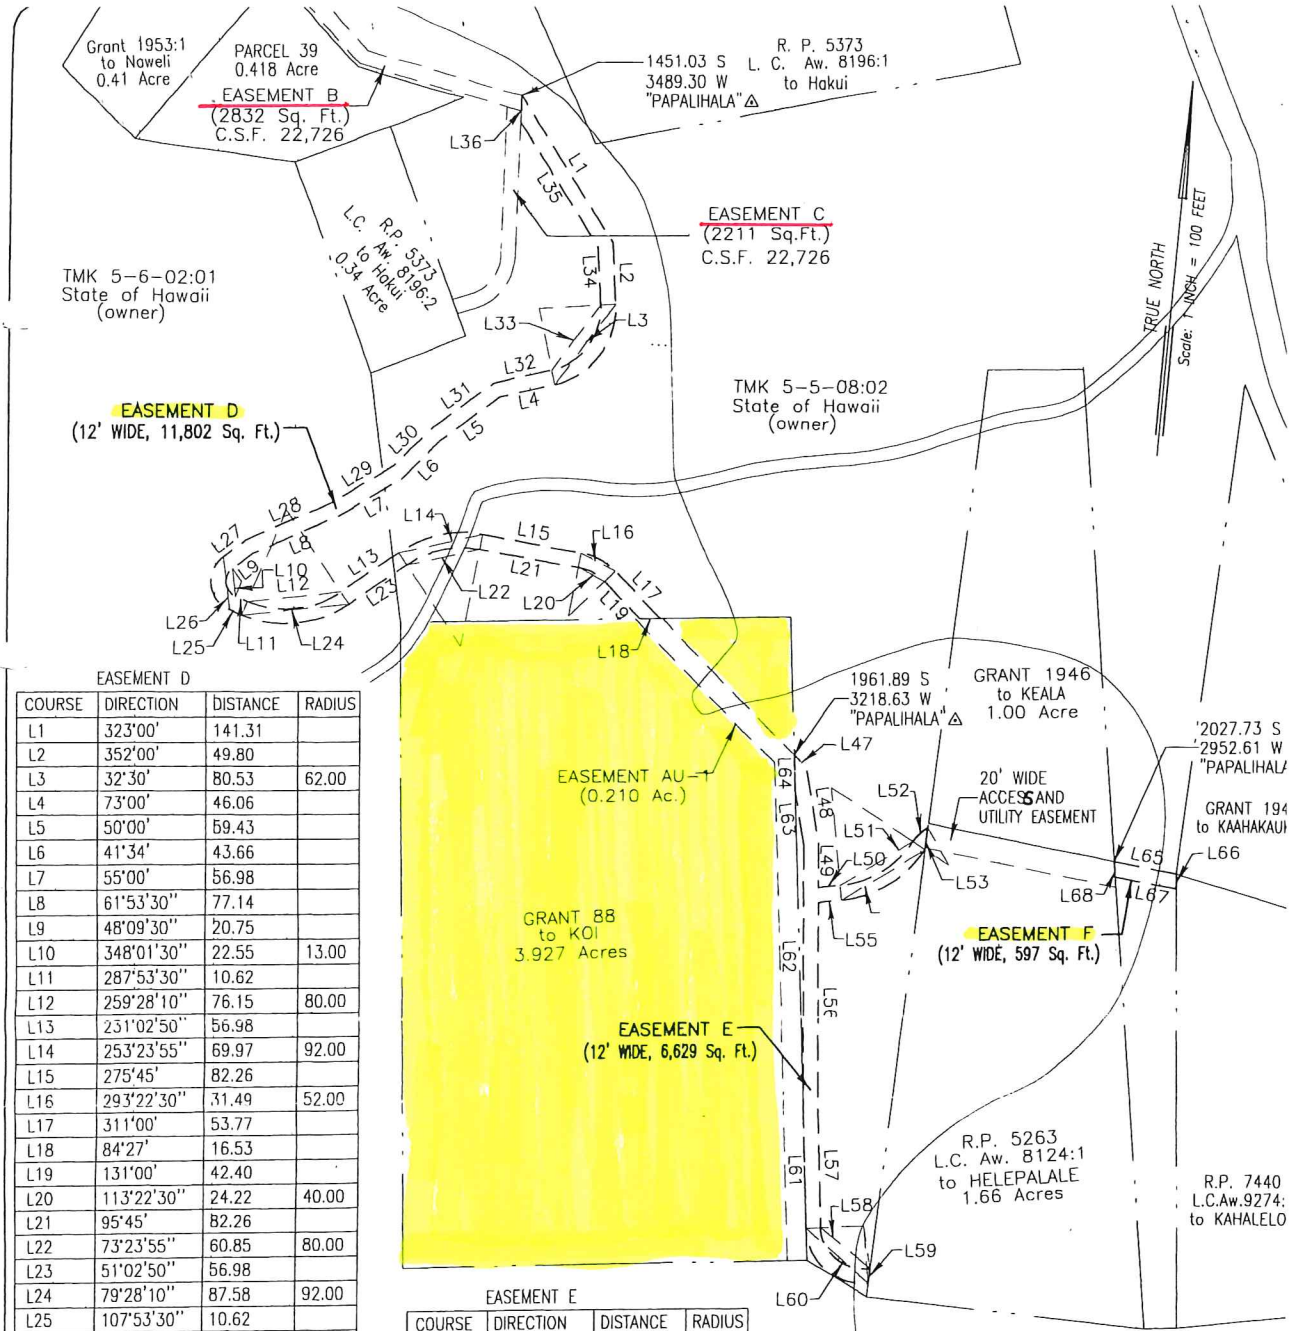 Grant 1953:1
to Naweli
0.41 Acre
PARCEL 39
0.418 Acre
EASEMENT B
(2832 Sq. Ft.)
C.S.F. 22,726
1451.03 S
3489.30 W
"PAPALIHALA"
R. P. 5373
L. C. Aw. 8196:1
to Hakui
L36
L1
L35
EASEMENT C
(2211 Sq.Ft.)
C.S.F. 22,726
R.P. 5373
L.C. Aw. 8196:2
to Hakui
0.34 Acre
TMK 5-6-02:01
State of Hawaii
(owner)
L34
L2
L33
L3
L32
L4
L31
L5
TRUE NORTH
Scale: 1 INCH = 100 FEET
TMK 5-5-08:02
State of Hawaii
(owner)
EASEMENT D
(12' WIDE, 11,802 Sq. Ft.)
L30
L6
L29
L7
L28
L8
L27
L9
L10
L12
L13
L23
L14
L15
L21
L16
L22
L20
L19
L17
L18
L26
L25
L11
L24
1961.89 S
3218.63 W
"PAPALIHALA"
GRANT 1946
to KEALA
1.00 Acre
L47
2027.73 S
2952.61 W
"PAPALIHALA
EASEMENT AU-1
(0.210 Ac.)
L64
L63
L48
L49
L52
L51
L50
20' WIDE
ACCESS AND
UTILITY EASEMENT
GRANT 194
to KAAHAKAUI
L65
L66
L53
L68
L67
L55
EASEMENT F
(12' WIDE, 597 Sq. Ft.)
GRANT 88
to KOI
3.927 Acres
L62
L56
EASEMENT E
(12' WIDE, 6,629 Sq. Ft.)
L61
L57
L58
L59
L60
R.P. 5263
L.C. Aw. 8124:1
to HELEPALALE
1.66 Acres
R.P. 7440
L.C.Aw.9274:
to KAHALELO
EASEMENT D
COURSE DIRECTION DISTANCE RADIUS
L1 323°00' 141.31
L2 352°00' 49.80
L3 32°30' 80.53 62.00
L4 73°00' 46.06
L5 50°00' 59.43
L6 41°34' 43.66
L7 55°00' 56.98
L8 61°53'30'' 77.14
L9 48°09'30'' 20.75
L10 348°01'30'' 22.55 13.00
L11 287°53'30'' 10.62
L12 259°28'10'' 76.15 80.00
L13 231°02'50'' 56.98
L14 253°23'55'' 69.97 92.00
L15 275°45' 82.26
L16 293°22'30'' 31.49 52.00
L17 311°00' 53.77
L18 84°27' 16.53
L19 131°00' 42.40
L20 113°22'30'' 24.22 40.00
L21 95°45' 82.26
L22 73°23'55'' 60.85 80.00
L23 51°02'50'' 56.98
L24 79°28'10'' 87.58 92.00
L25 107°53'30'' 10.62
EASEMENT E
COURSE DIRECTION DISTANCE RADIUS